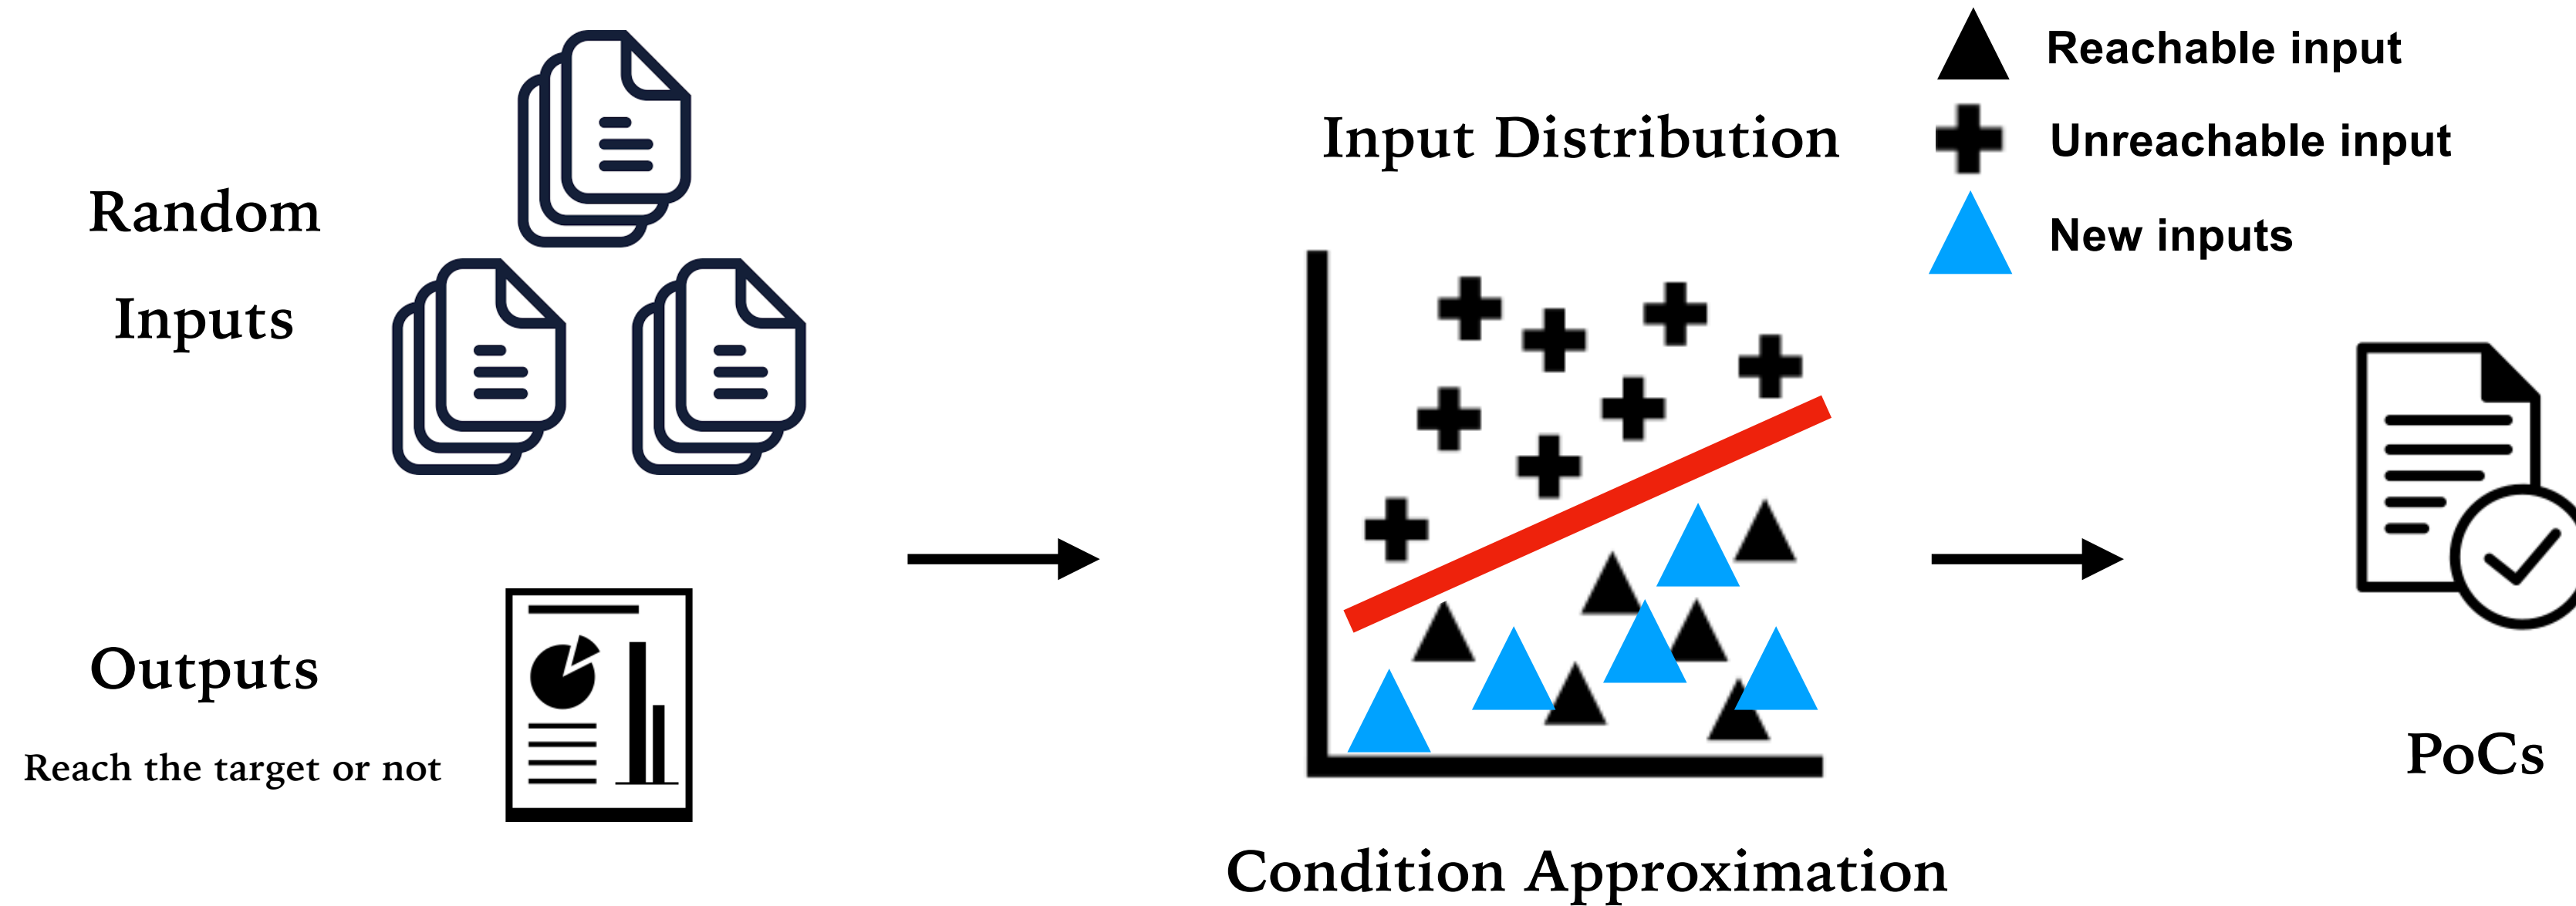 Random
Inputs
Outputs
Reach the target or not
Input Distribution
Reachable input
Unreachable input
New inputs
Condition Approximation
PoCs